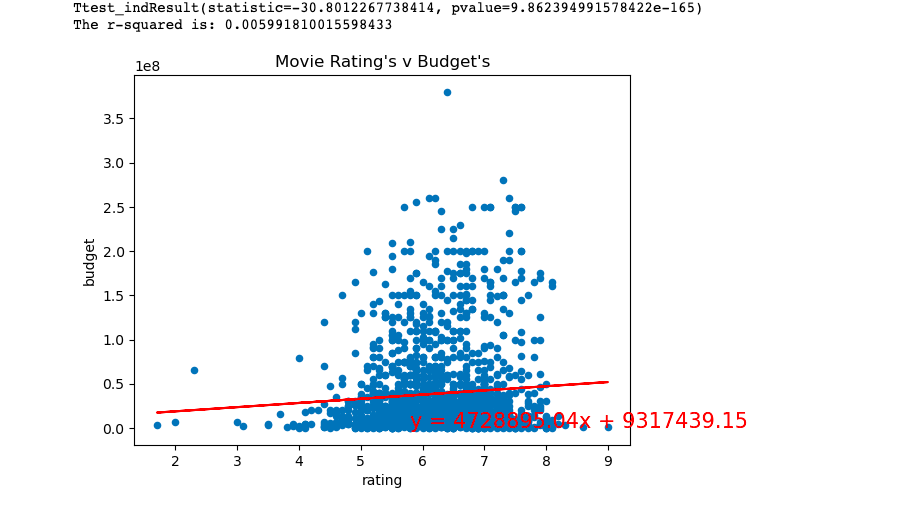 Ttest_indResult(statistic=-30.8012267738414, pvalue=9.862394991578422e-165)
The r-squared is: 0.005991810015598433
Movie Rating's v Budget's
1e8
3.5
3.0
2.5
2.0
1.5
1.0
0.5
0.0
budget
y = 4728895.04x + 9317439.15
2 3 4 5 6 7 8 9
rating